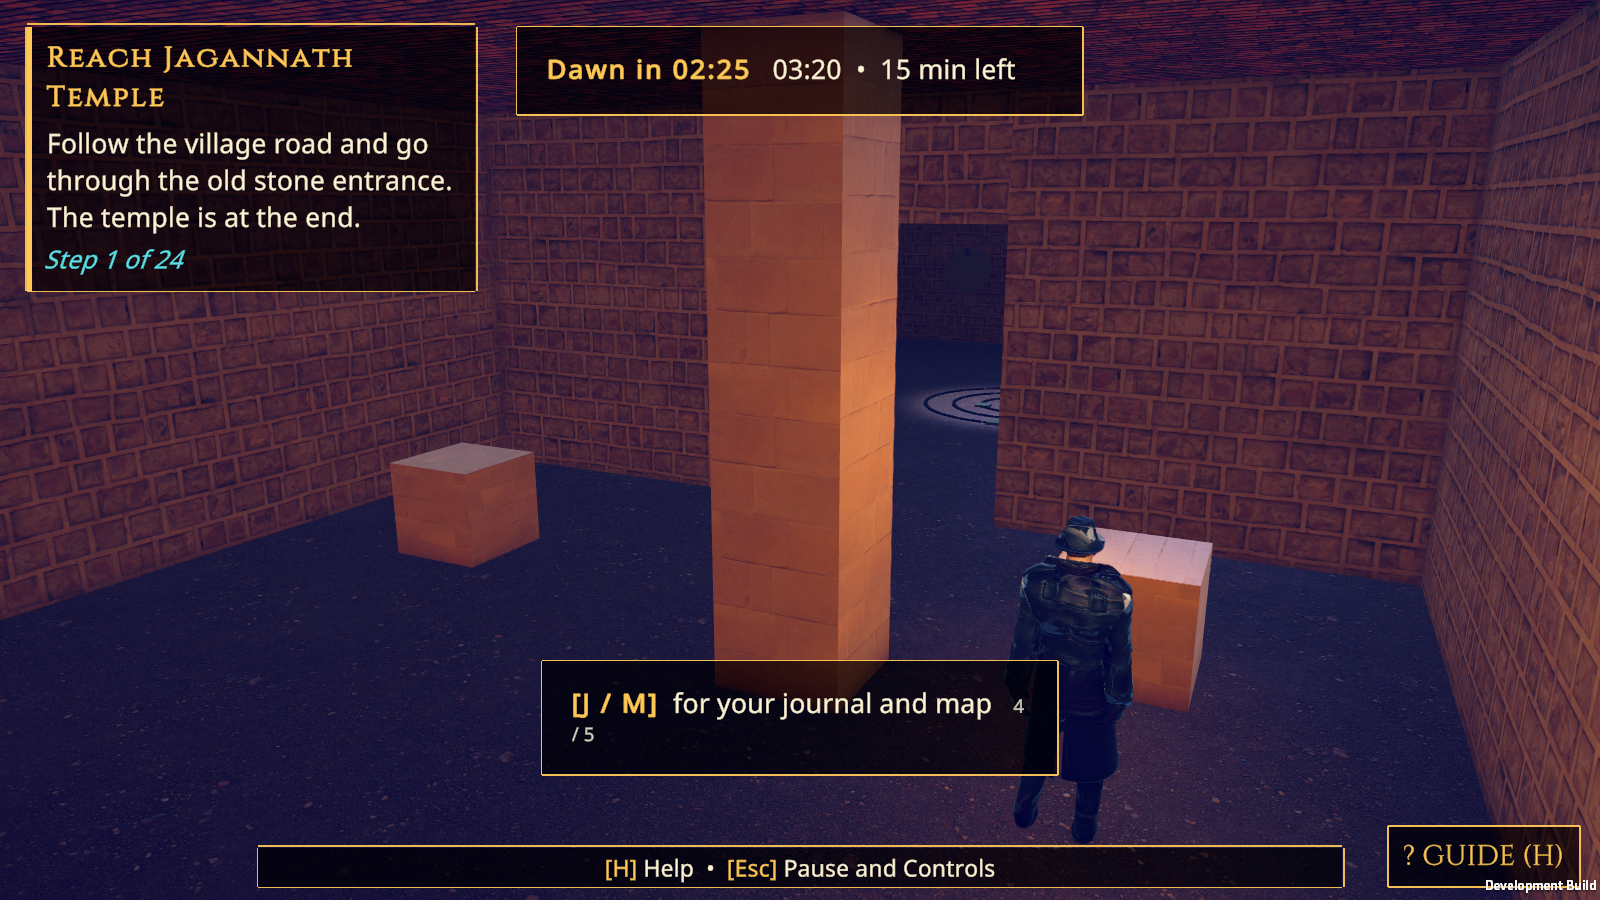 Reach Jagannath
Temple
Follow the village road and go
through the old stone entrance.
The temple is at the end.
Step 1 of 24
Dawn in 02:25 03:20 • 15 min left
[J / M] for your journal and map 4
/ 5
[H] Help • [Esc] Pause and Controls
? GUIDE (H)
Development Build